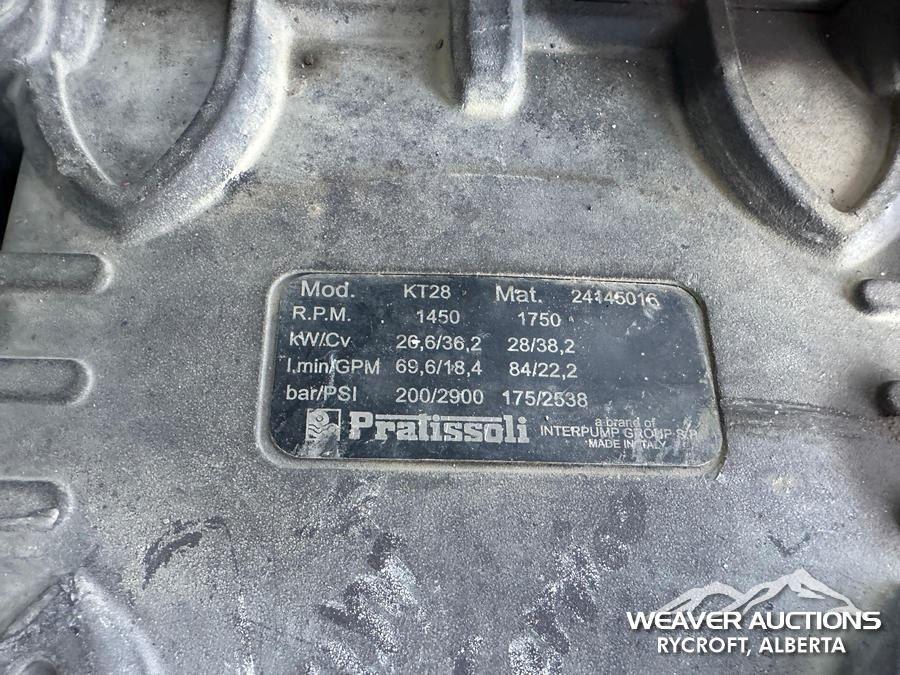 Mod. KT28 Mat. 24145016
R.P.M. 1450 1750
kW/Cv 26,6/36,2 28/38,2
l.min/GPM 69,6/18,4 84/22,2
bar/PSI 200/2900 175/2538
Pratissoli a brand of
INTERPUMP GROUP S.P.
MADE IN ITALY
WEAVER AUCTIONS
RYCROFT, ALBERTA